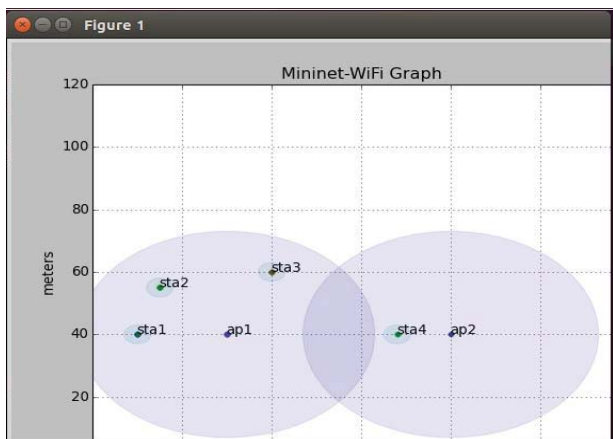 Figure 1
Mininet-WiFi Graph
120
100
80
60
40
20
meters
sta3
sta2
sta1
ap1
sta4
ap2